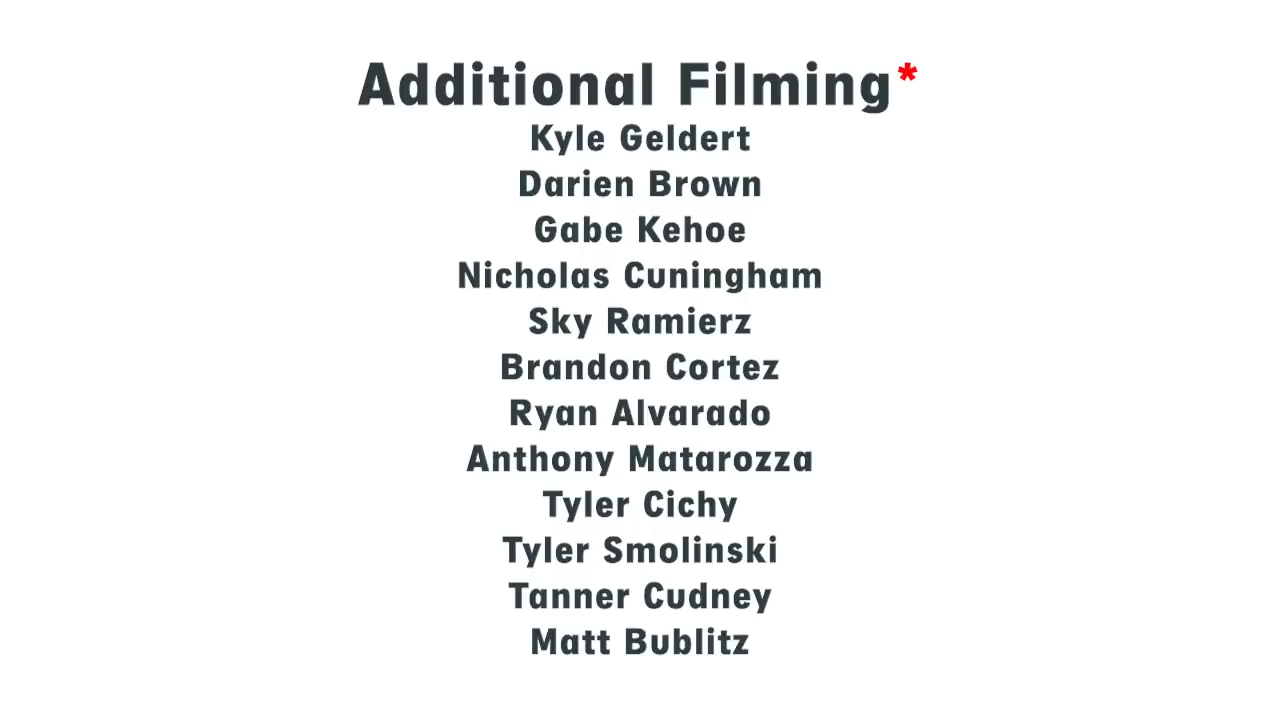 Additional Filming*
Kyle Geldert
Darien Brown
Gabe Kehoe
Nicholas Cuningham
Sky Ramierz
Brandon Cortez
Ryan Alvarado
Anthony Matarozza
Tyler Cichy
Tyler Smolinski
Tanner Cudney
Matt Bublitz